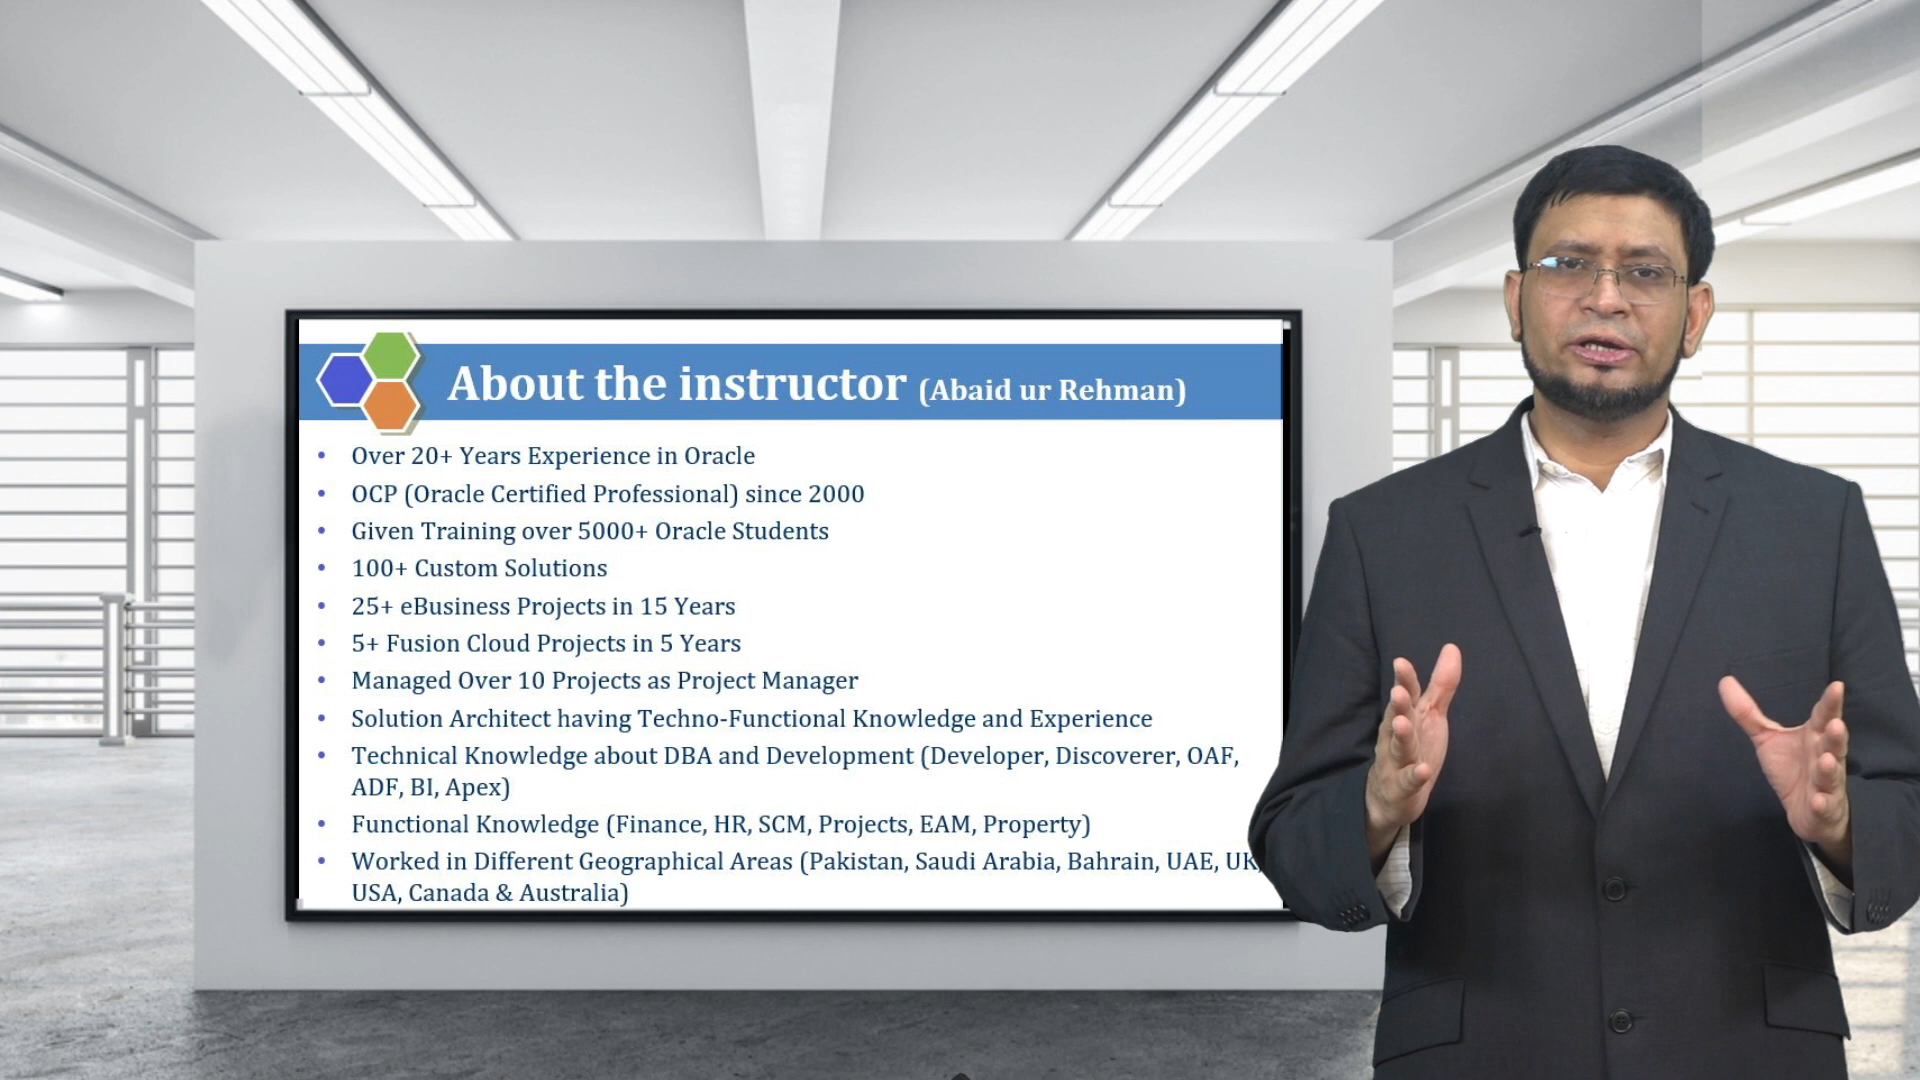 About the instructor (Abaid ur Rehman)
• Over 20+ Years Experience in Oracle
• OCP (Oracle Certified Professional) since 2000
• Given Training over 5000+ Oracle Students
• 100+ Custom Solutions
• 25+ eBusiness Projects in 15 Years
• 5+ Fusion Cloud Projects in 5 Years
• Managed Over 10 Projects as Project Manager
• Solution Architect having Techno-Functional Knowledge and Experience
• Technical Knowledge about DBA and Development (Developer, Discoverer, OAF,
ADF, BI, Apex)
• Functional Knowledge (Finance, HR, SCM, Projects, EAM, Property)
• Worked in Different Geographical Areas (Pakistan, Saudi Arabia, Bahrain, UAE, UK,
USA, Canada & Australia)